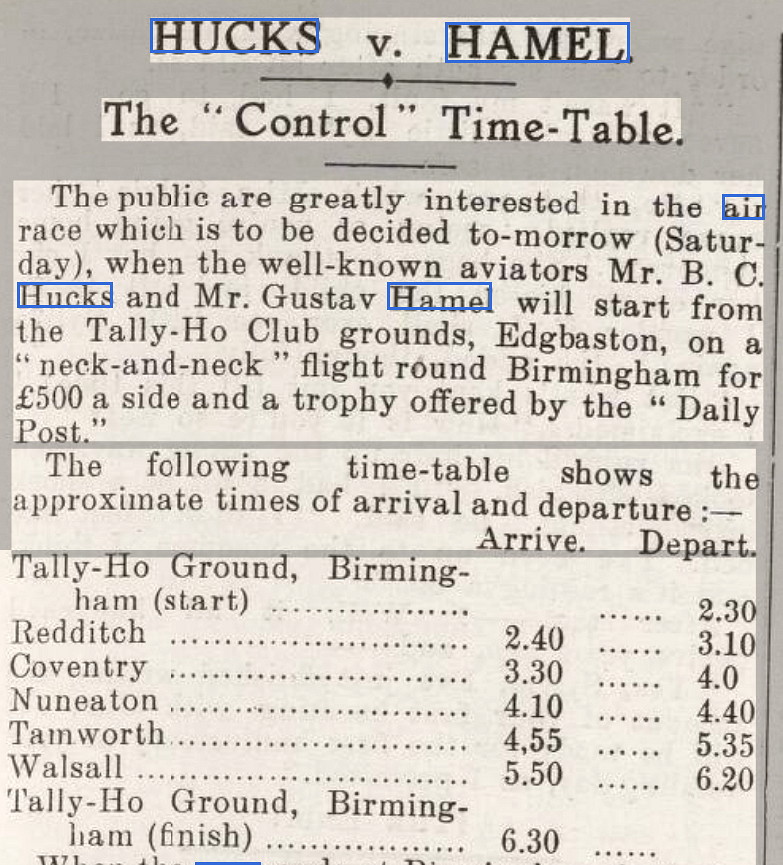 HUCKS v. HAMEL.
The "Control" Time-Table.
The public are greatly interested in the air
race which is to be decided to-morrow (Satur-
day), when the well-known aviators Mr. B. C.
Hucks and Mr. Gustav Hamel will start from
the Tally-Ho Club grounds, Edgbaston, on a
"neck-and-neck" flight round Birmingham for
£500 a side and a trophy offered by the "Daily
Post."
The following time-table shows the
approximate times of arrival and departure :—
Arrive. Depart.
Tally-Ho Ground, Birming-
ham (start) .................. ...... 2.30
Redditch ........................... 2.40 ...... 3.10
Coventry ........................... 3.30 ...... 4.0
Nuneaton ........................... 4.10 ...... 4.40
Tamworth ........................... 4,55 ...... 5.35
Walsall .............................. 5.50 ...... 6.20
Tally-Ho Ground, Birming-
ham (finish) .................. 6.30 ......
When the